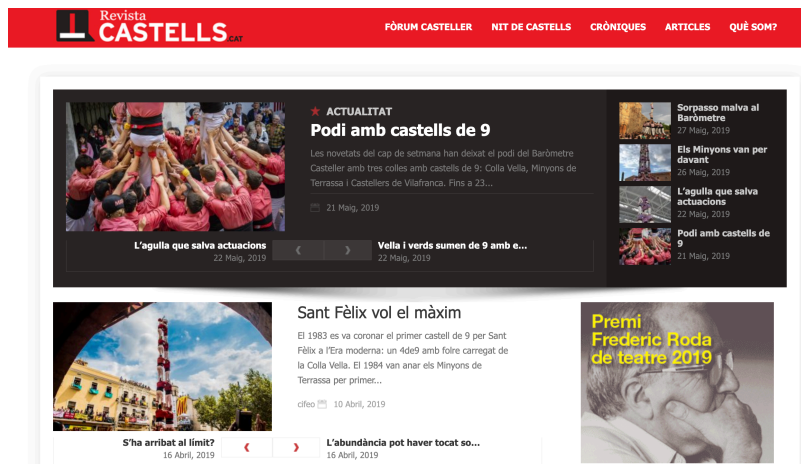 Revista
CASTELLS.CAT
FÒRUM CASTELLER
NIT DE CASTELLS
CRÒNIQUES
ARTICLES
QUÈ SOM?
ACTUALITAT
Podi amb castells de 9
Les novetats del cap de setmana han deixat el podi del Baròmetre
Casteller amb tres colles amb castells de 9: Colla Vella, Minyons de
Terrassa i Castellers de Vilafranca. Fins a 23...
21 Maig, 2019
L'agulla que salva actuacions
22 Maig, 2019
Vella i verds sumen de 9 amb e...
22 Maig, 2019
Sorpasso malva al
Baròmetre
27 Maig, 2019
Els Minyons van per
davant
26 Maig, 2019
L'agulla que salva
actuacions
22 Maig, 2019
Podi amb castells de
9
21 Maig, 2019
Sant Fèlix vol el màxim
El 1983 es va coronar el primer castell de 9 per Sant
Fèlix a l'Era moderna: un 4de9 amb folre carregat de
la Colla Vella. El 1984 van anar els Minyons de
Terrassa per primer...
cifeo
10 Abril, 2019
S'ha arribat al límit?
16 Abril, 2019
L'abundància pot haver tocat so...
16 Abril, 2019
Premi
Frederic Roda
de teatre 2019